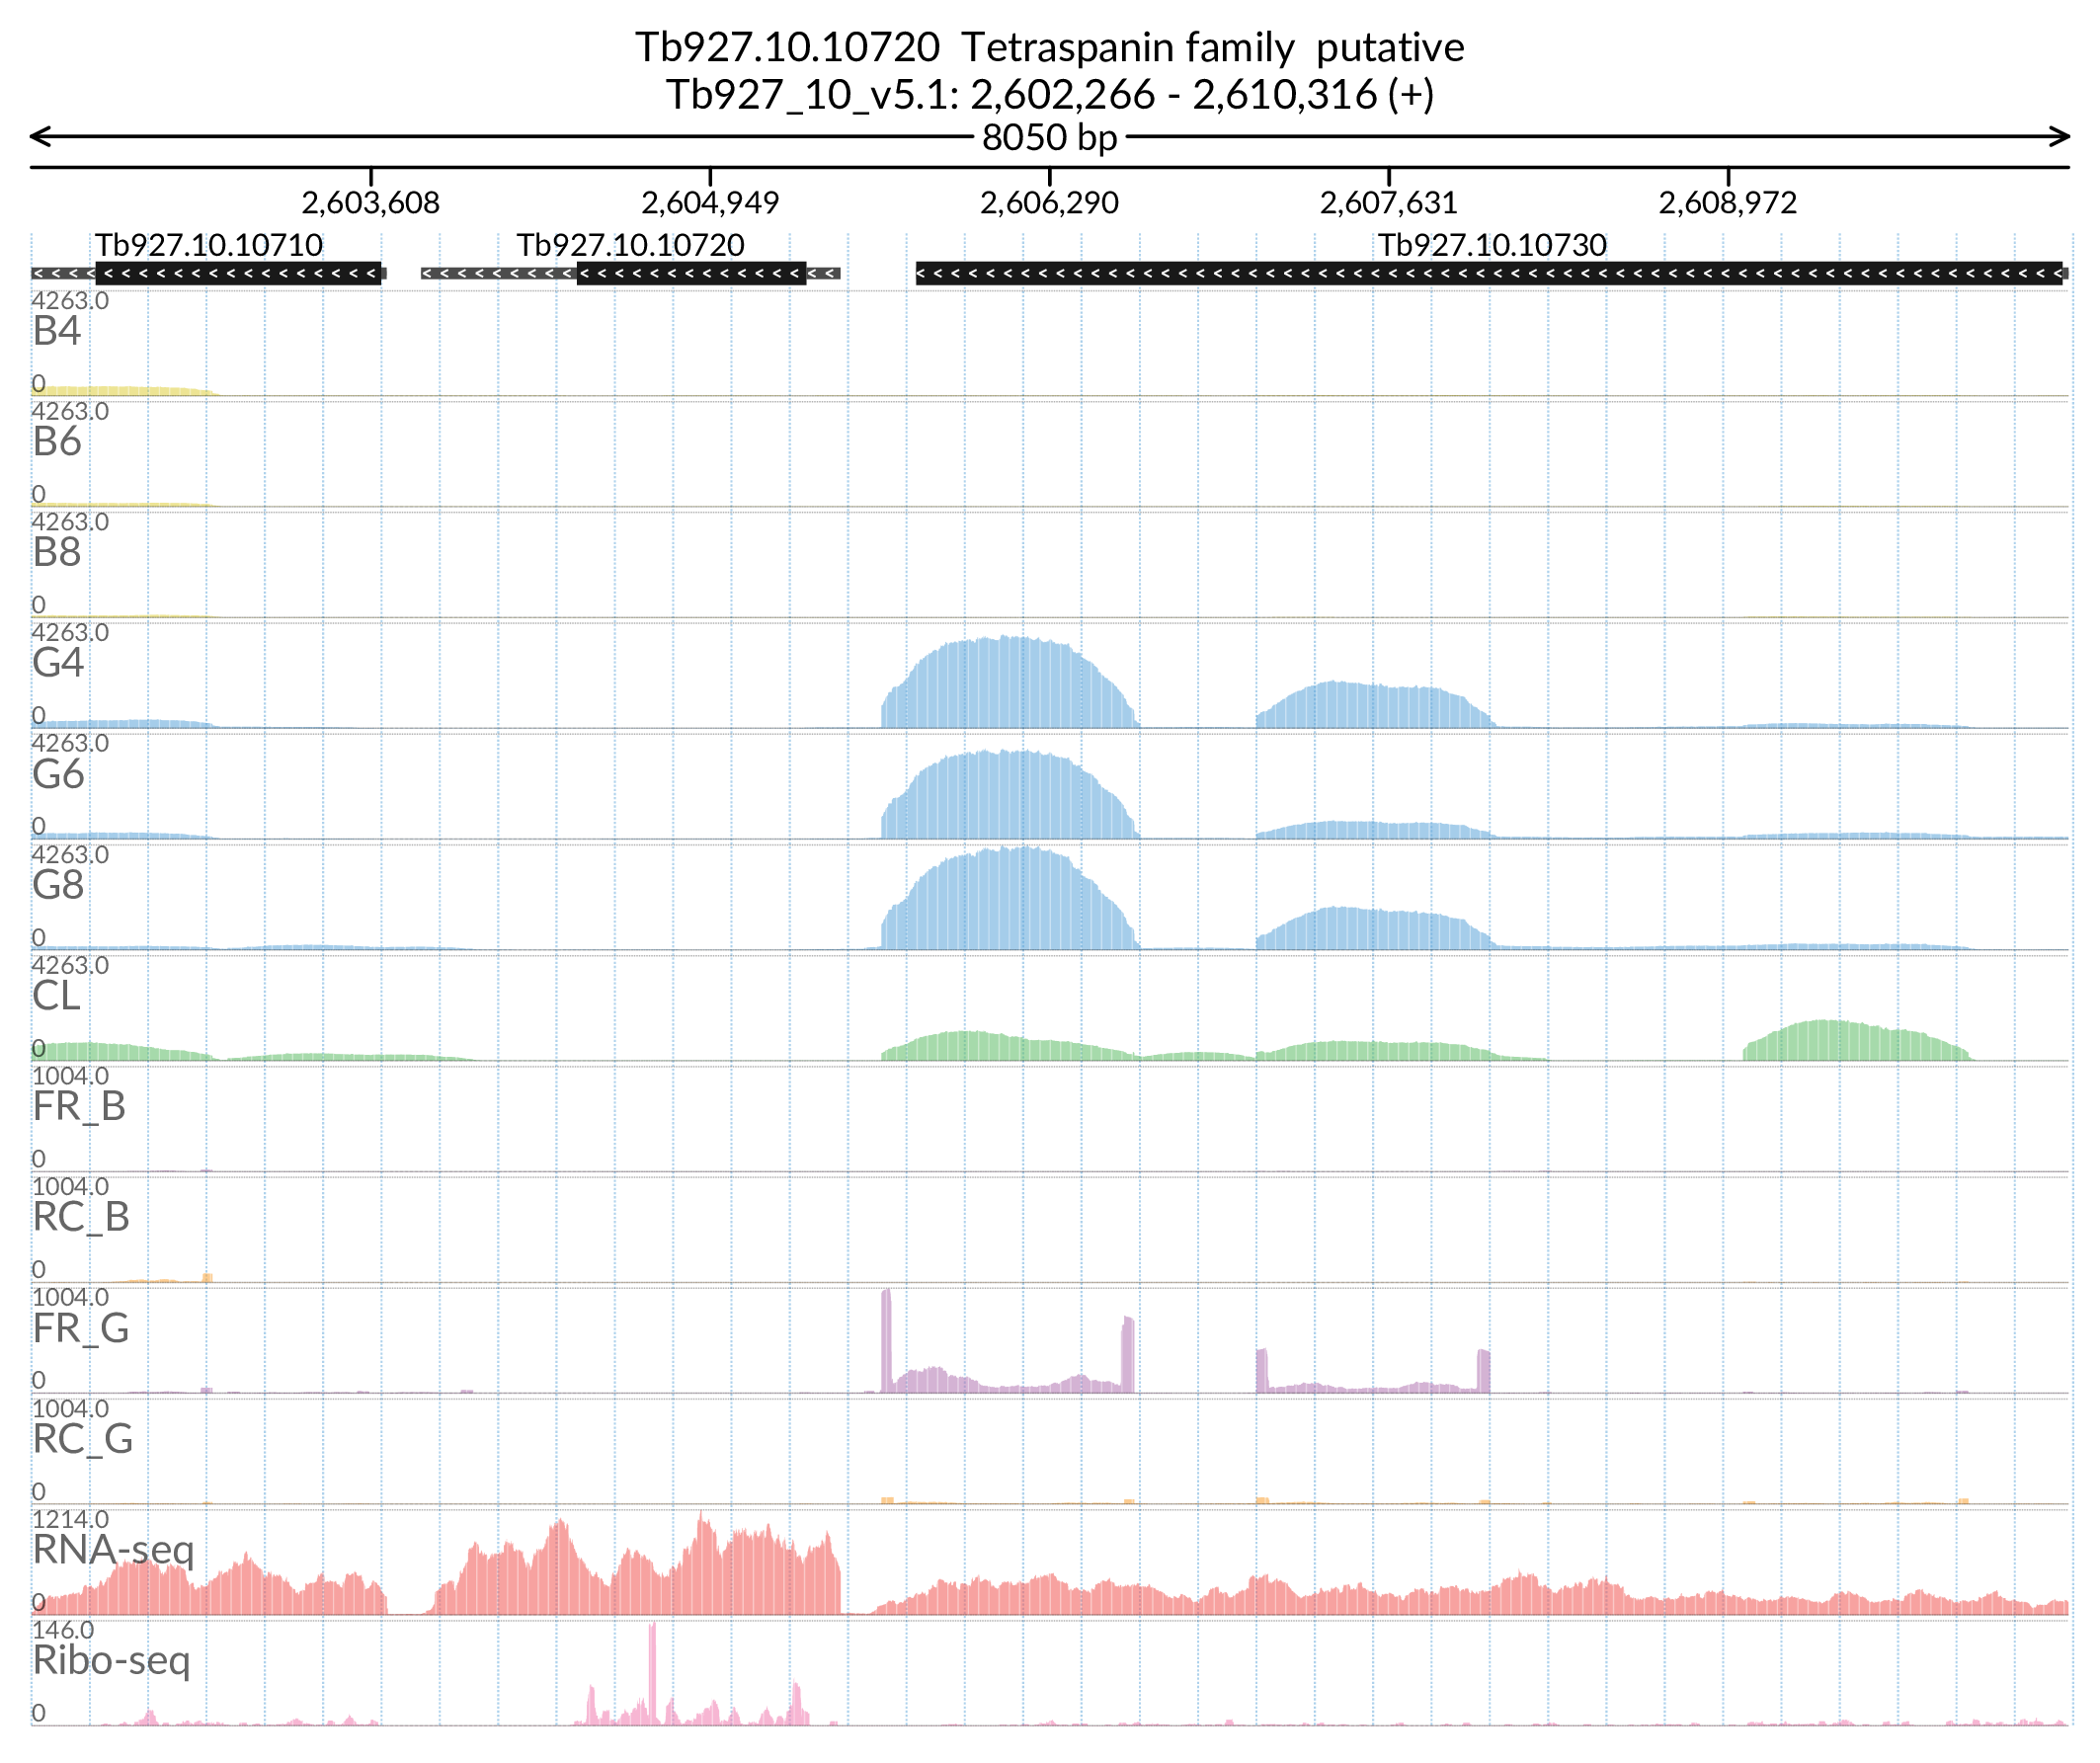 Tb927.10.10720  Tetraspanin family  putative
Tb927_10_v5.1: 2,602,266 - 2,610,316 (+)
8050 bp
2,603,608 2,604,949 2,606,290 2,607,631 2,608,972
Tb927.10.10710 Tb927.10.10720 Tb927.10.10730
4263.0
B4
0
4263.0
B6
0
4263.0
B8
0
4263.0
G4
0
4263.0
G6
0
4263.0
G8
0
4263.0
CL
0
1004.0
FR_B
0
1004.0
RC_B
0
1004.0
FR_G
0
1004.0
RC_G
0
1214.0
RNA-seq
0
146.0
Ribo-seq
0